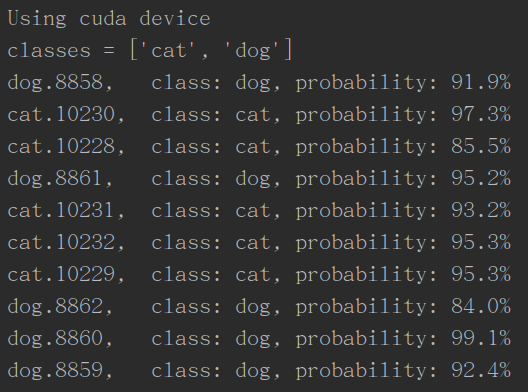 Using cuda device
classes = ['cat', 'dog']
dog.8858,   class: dog, probability: 91.9%
cat.10230,  class: cat, probability: 97.3%
cat.10228,  class: cat, probability: 85.5%
dog.8861,   class: dog, probability: 95.2%
cat.10231,  class: cat, probability: 93.2%
cat.10232,  class: cat, probability: 95.3%
cat.10229,  class: cat, probability: 95.3%
dog.8862,   class: dog, probability: 84.0%
dog.8860,   class: dog, probability: 99.1%
dog.8859,   class: dog, probability: 92.4%